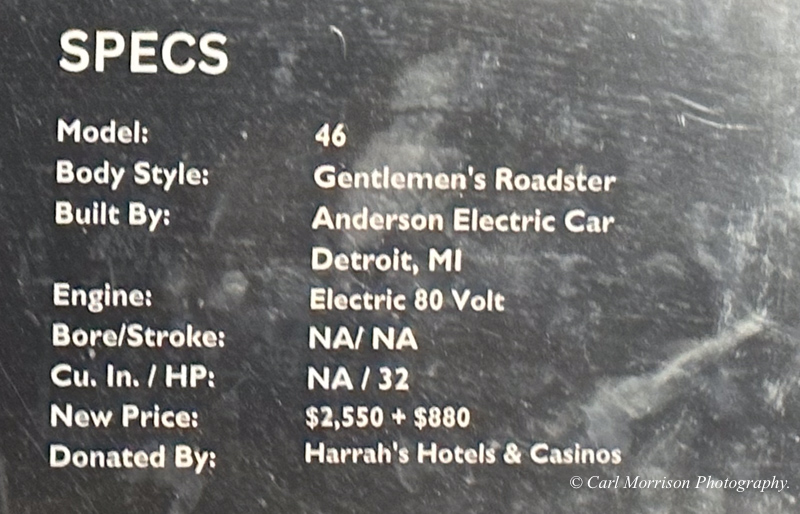 SPECS
Model: 46
Body Style: Gentlemen's Roadster
Built By: Anderson Electric Car
Detroit, MI
Engine: Electric 80 Volt
Bore/Stroke: NA/ NA
Cu. In. / HP: NA / 32
New Price: $2,550 + $880
Donated By: Harrah's Hotels & Casinos
© Carl Morrison Photography.